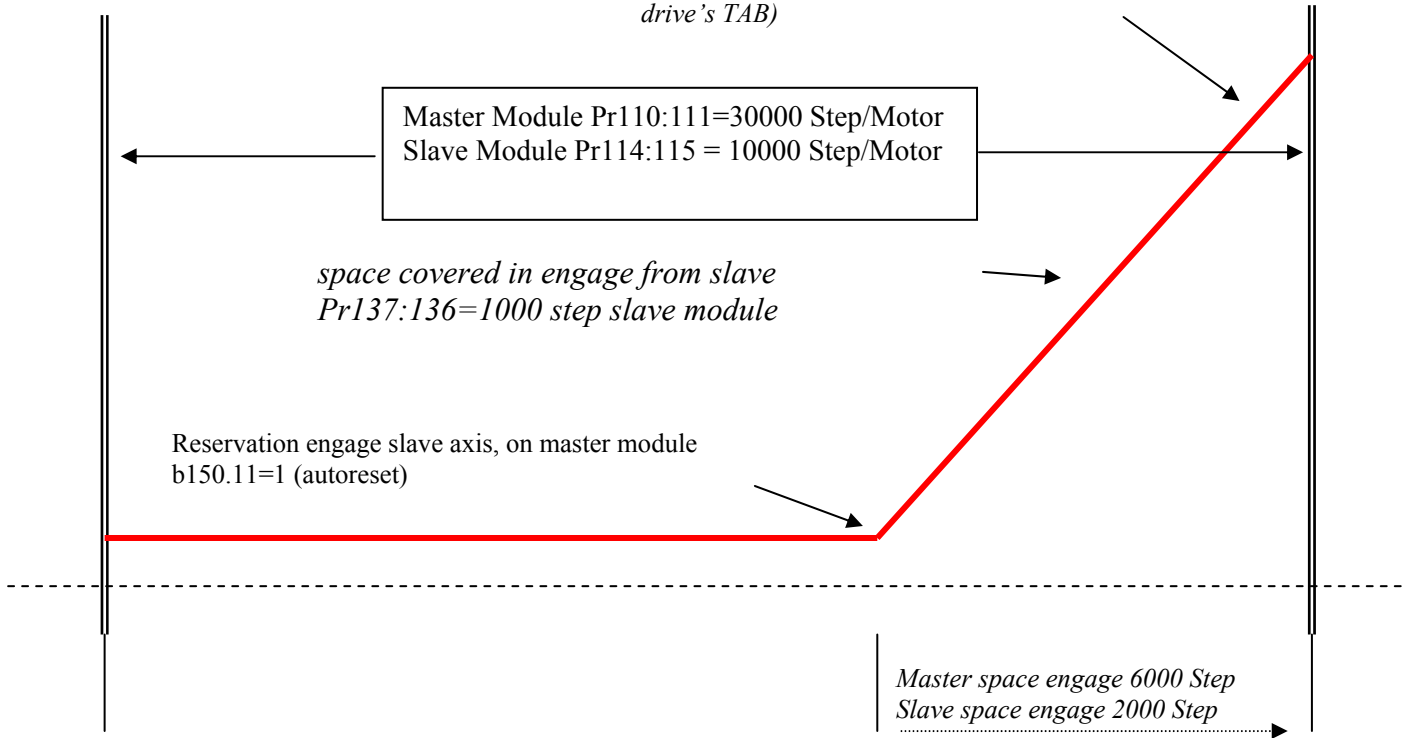 drive’s TAB)
Master Module Pr110:111=30000 Step/Motor
Slave Module Pr114:115 = 10000 Step/Motor
space covered in engage from slave
Pr137:136=1000 step slave module
Reservation engage slave axis, on master module
b150.11=1 (autoreset)
Master space engage 6000 Step
Slave space engage 2000 Step